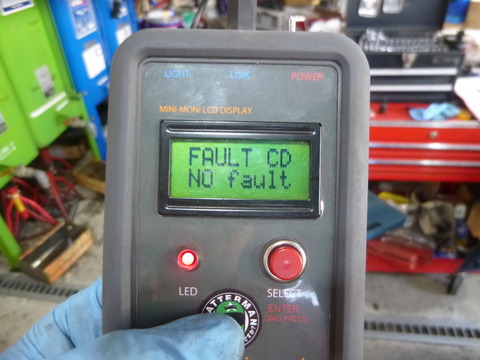 LIGHT LINK POWER
MINI-MONI LCD DISPLAY
FAULT CD
NO fault
LED SELECT
ENTER